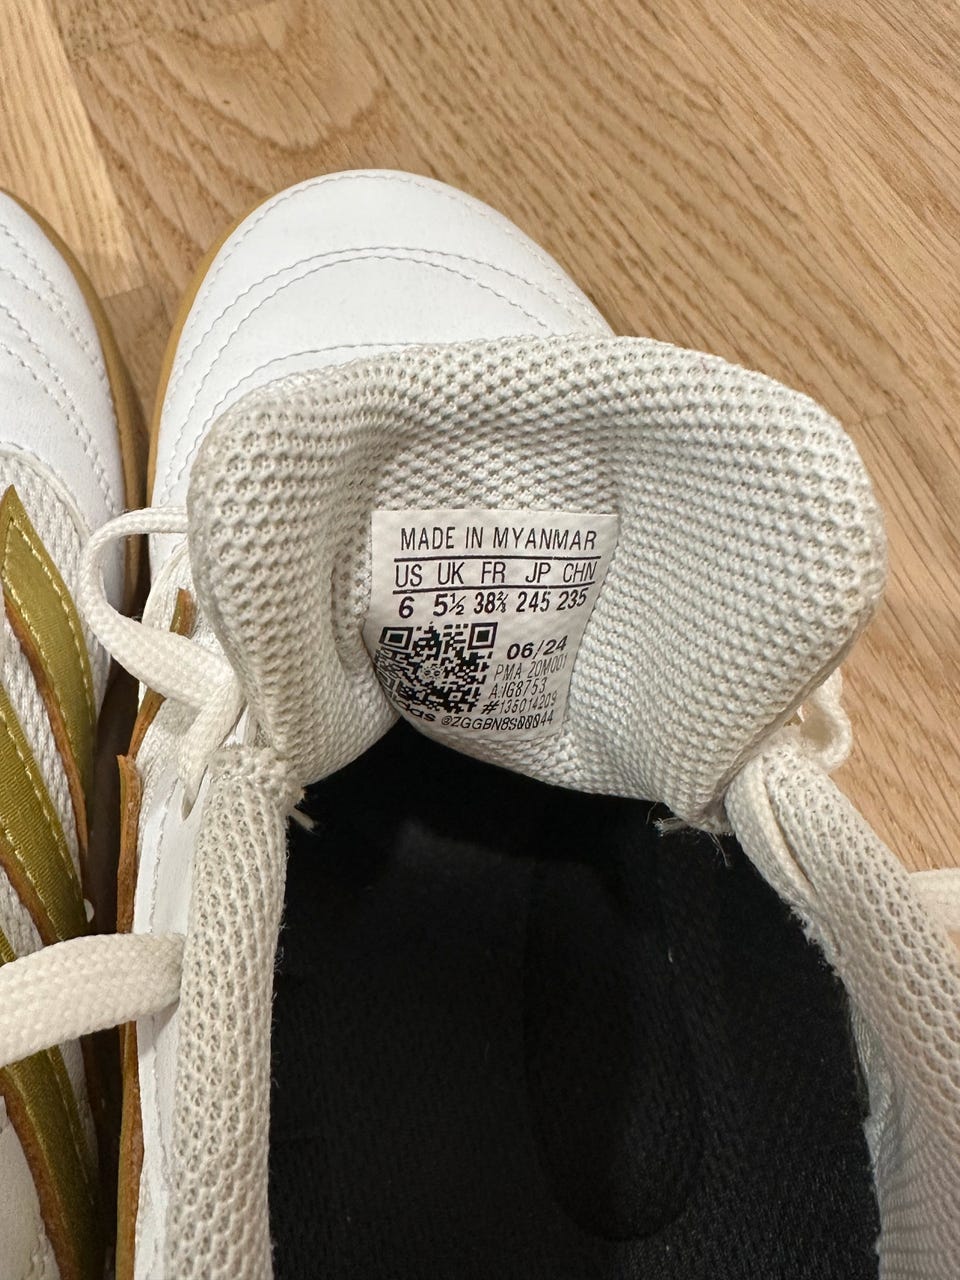 MADE IN MYANMAR
US UK FR JP CHN
6 5½ 38⅔ 245 235
06/24
PMA 20M001
A:IG8753
#135014209
©ZGGBN8S00044